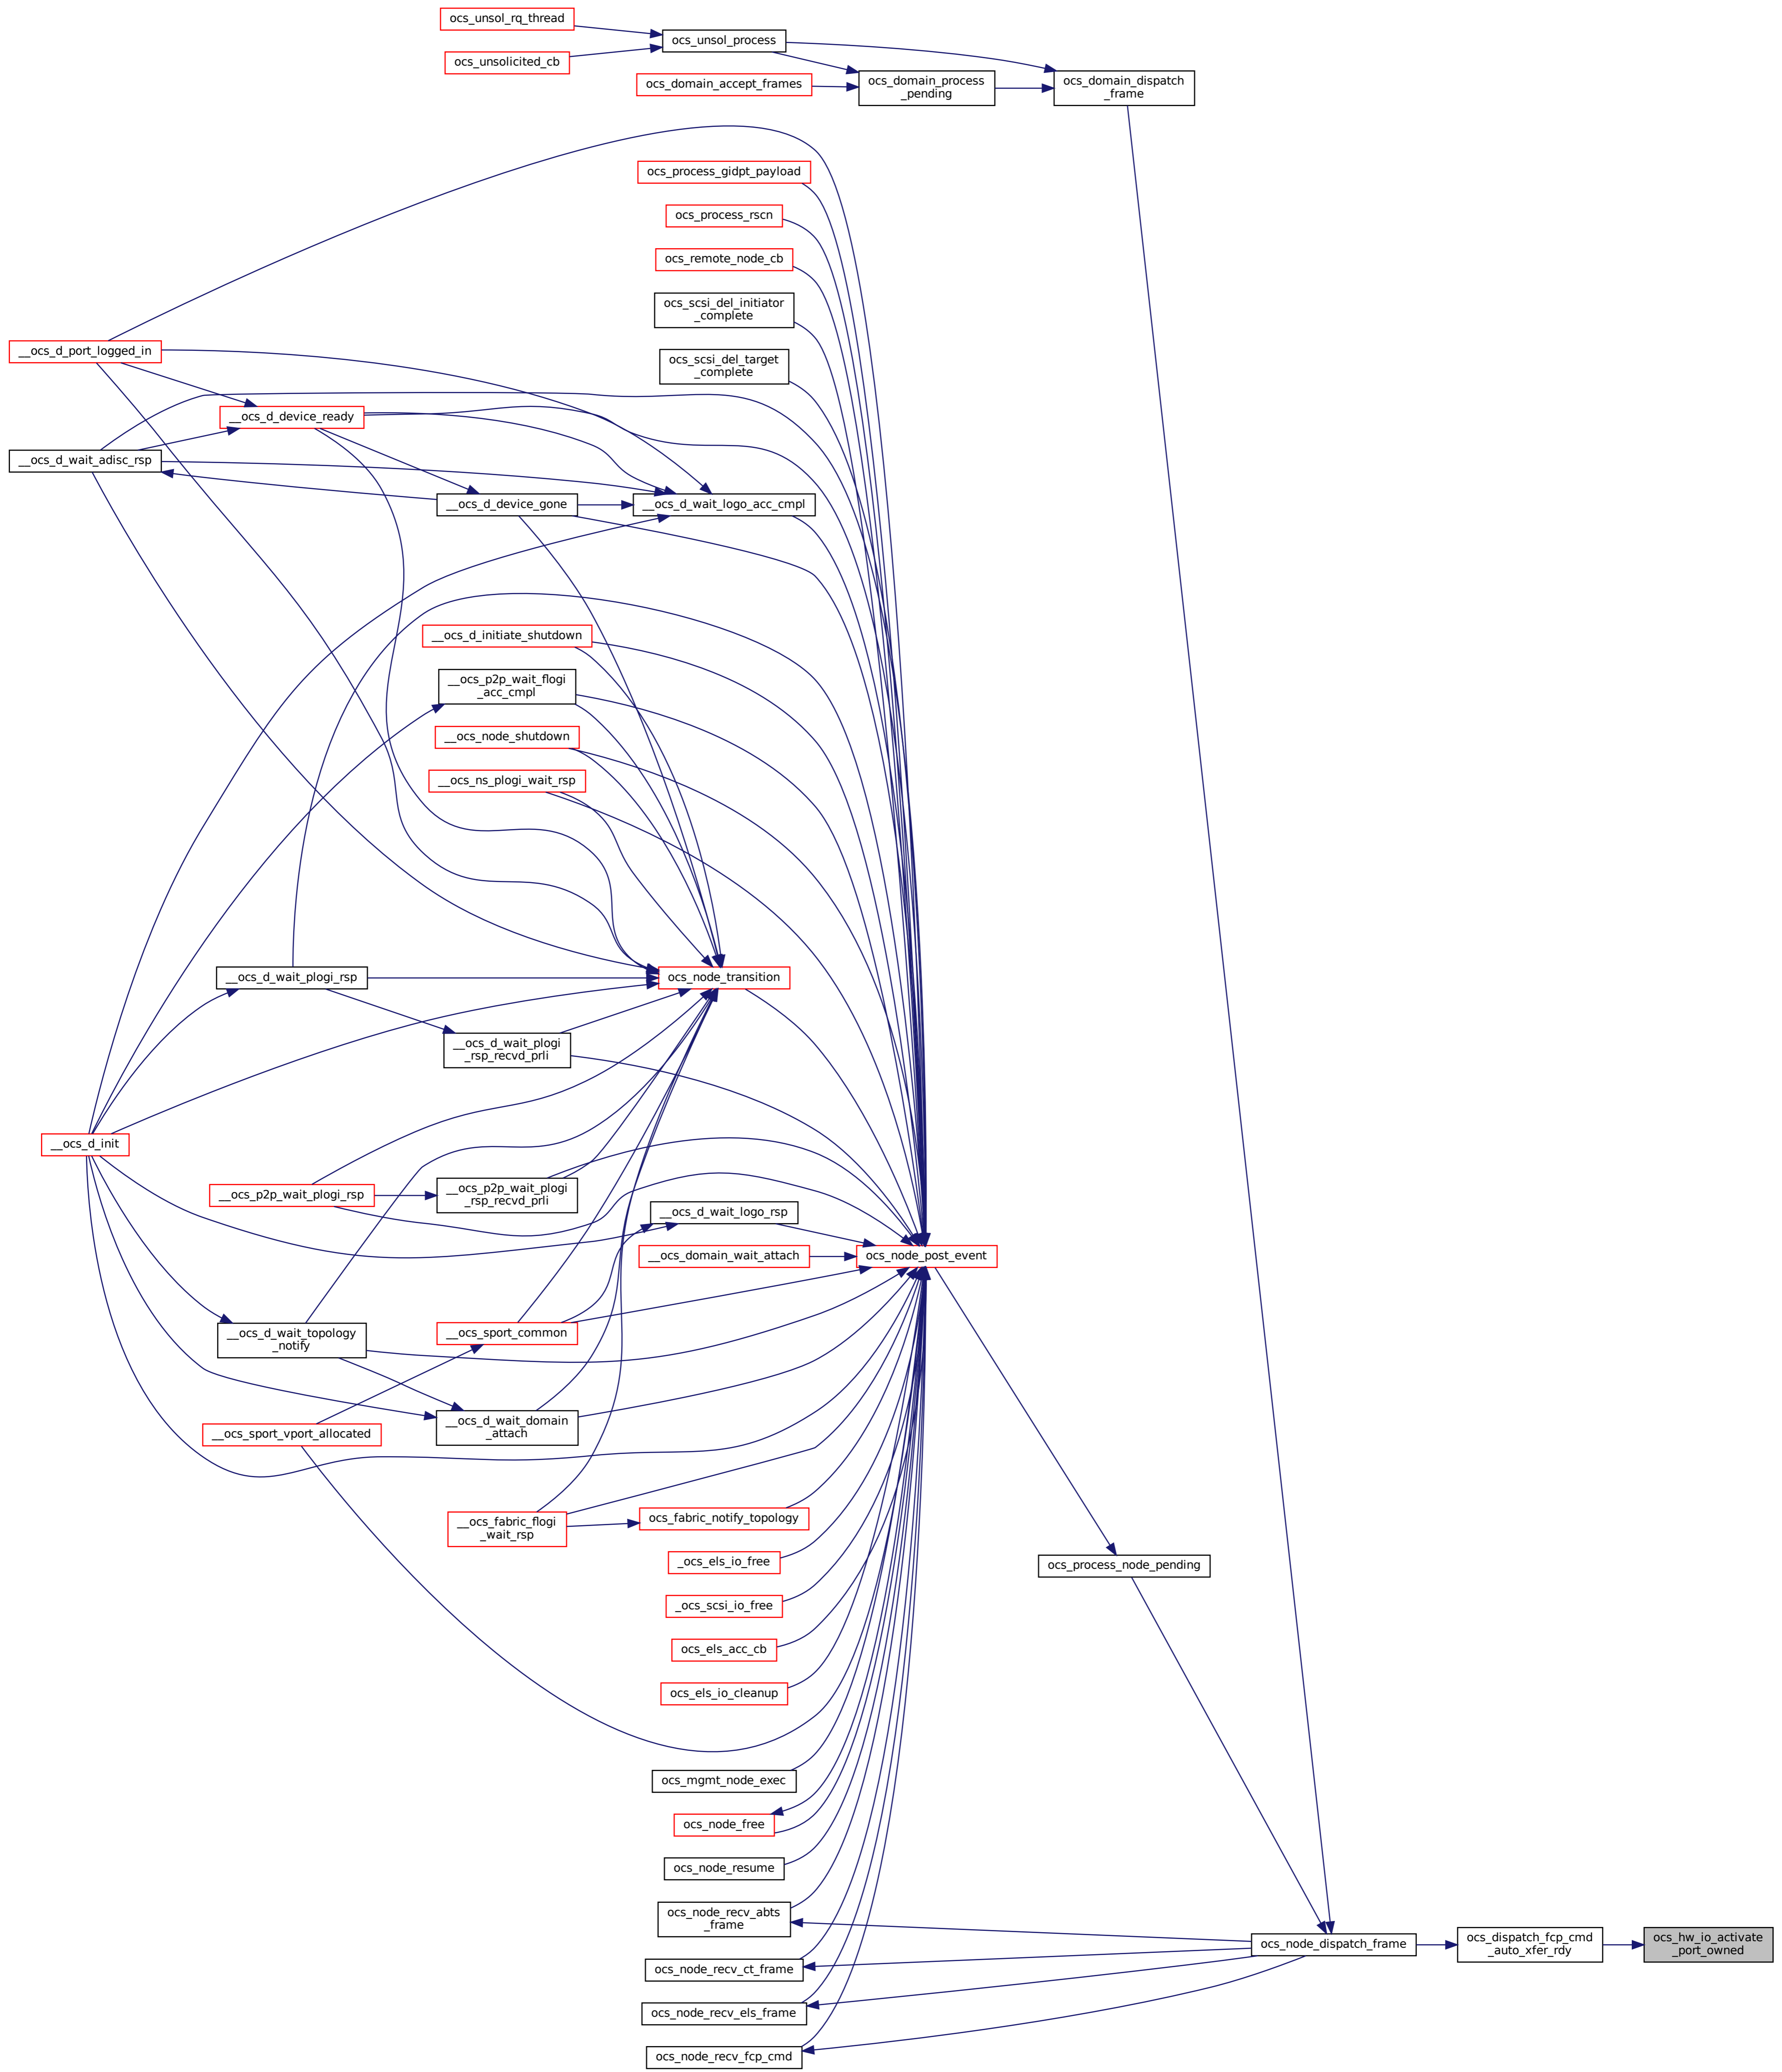 ocs_unsol_rq_thread
ocs_unsol_process
ocs_unsolicited_cb
ocs_domain_accept_frames
ocs_domain_process
_pending
ocs_domain_dispatch
_frame
ocs_process_gidpt_payload
ocs_process_rscn
ocs_remote_node_cb
ocs_scsi_del_initiator
_complete
ocs_scsi_del_target
_complete
__ocs_d_port_logged_in
__ocs_d_device_ready
__ocs_d_wait_adisc_rsp
__ocs_d_device_gone
__ocs_d_wait_logo_acc_cmpl
__ocs_d_initiate_shutdown
__ocs_p2p_wait_flogi
_acc_cmpl
__ocs_node_shutdown
__ocs_ns_plogi_wait_rsp
__ocs_d_wait_plogi_rsp
ocs_node_transition
__ocs_d_wait_plogi
_rsp_recvd_prli
__ocs_d_init
__ocs_p2p_wait_plogi_rsp
__ocs_p2p_wait_plogi
_rsp_recvd_prli
__ocs_d_wait_logo_rsp
__ocs_domain_wait_attach
ocs_node_post_event
__ocs_d_wait_topology
_notify
__ocs_sport_common
__ocs_sport_vport_allocated
__ocs_d_wait_domain
_attach
__ocs_fabric_flogi
_wait_rsp
ocs_fabric_notify_topology
_ocs_els_io_free
_ocs_scsi_io_free
ocs_els_acc_cb
ocs_els_io_cleanup
ocs_process_node_pending
ocs_mgmt_node_exec
ocs_node_free
ocs_node_resume
ocs_node_recv_abts
_frame
ocs_node_recv_ct_frame
ocs_node_recv_els_frame
ocs_node_recv_fcp_cmd
ocs_node_dispatch_frame
ocs_dispatch_fcp_cmd
_auto_xfer_rdy
ocs_hw_io_activate
_port_owned